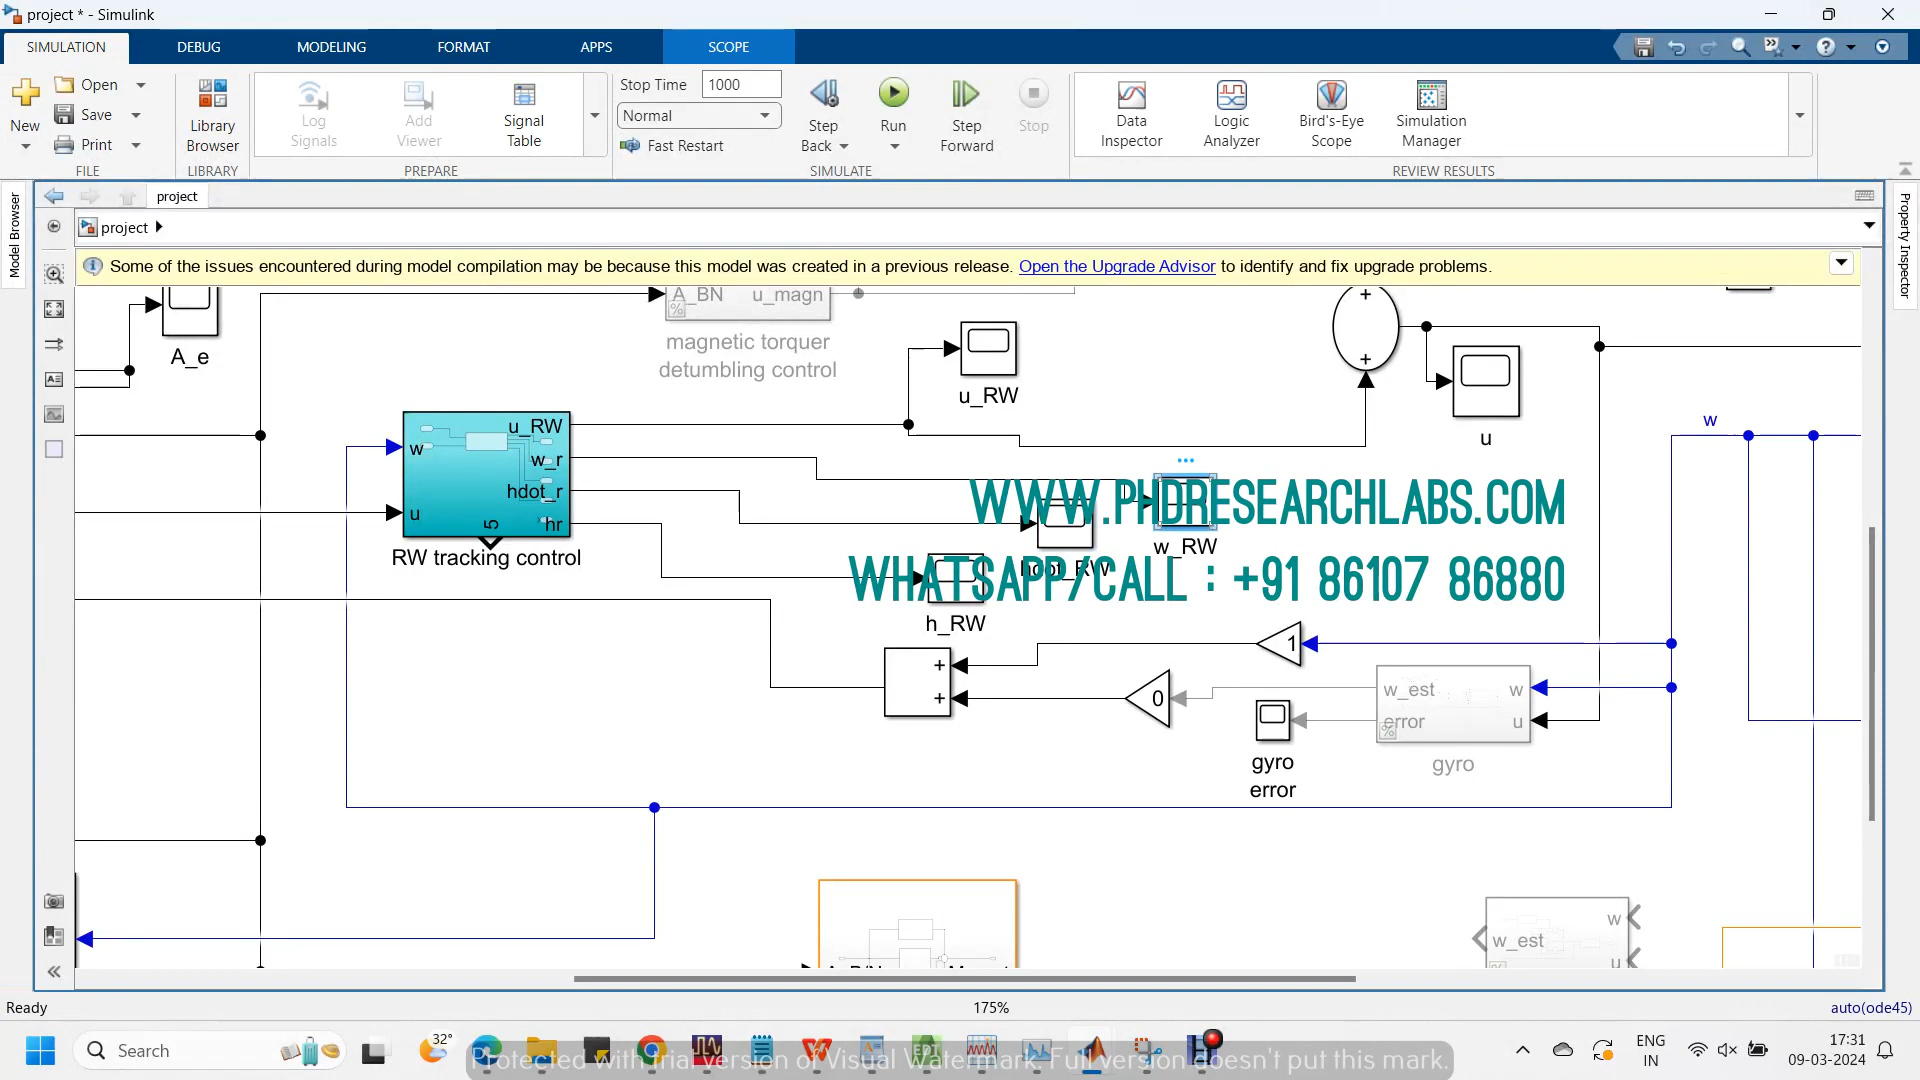 project * - Simulink
SIMULATION
DEBUG
MODELING
FORMAT
APPS
SCOPE
New
Open
Save
Print
FILE
Library
Browser
LIBRARY
Log
Signals
Add
Viewer
Signal
Table
PREPARE
Stop Time 1000
Normal
Fast Restart
Step
Back
Run
Step
Forward
Stop
SIMULATE
Data
Inspector
Logic
Analyzer
Bird's-Eye
Scope
Simulation
Manager
REVIEW RESULTS
Model Browser
Property Inspector
project
project
Some of the issues encountered during model compilation may be because this model was created in a previous release. Open the Upgrade Advisor to identify and fix upgrade problems.
A_e
A_BN u_magn
magnetic torquer
detumbling control
u_RW
+
+
u
w
w
u
u_RW
w_r
hdot_r
hr
5
RW tracking control
WWW.PHDRESEARCHLABS.COM
w_RW
hdot_RW
WHATSAPP/CALL : +91 86107 86880
h_RW
+
+
1
0
w_est w
error u
gyro
gyro
error
w
w_est
u
Ready
175%
auto(ode45)
Search
32°
Protected with trial version of Visual Watermark. Full version doesn't put this mark.
ENG
IN
17:31
09-03-2024